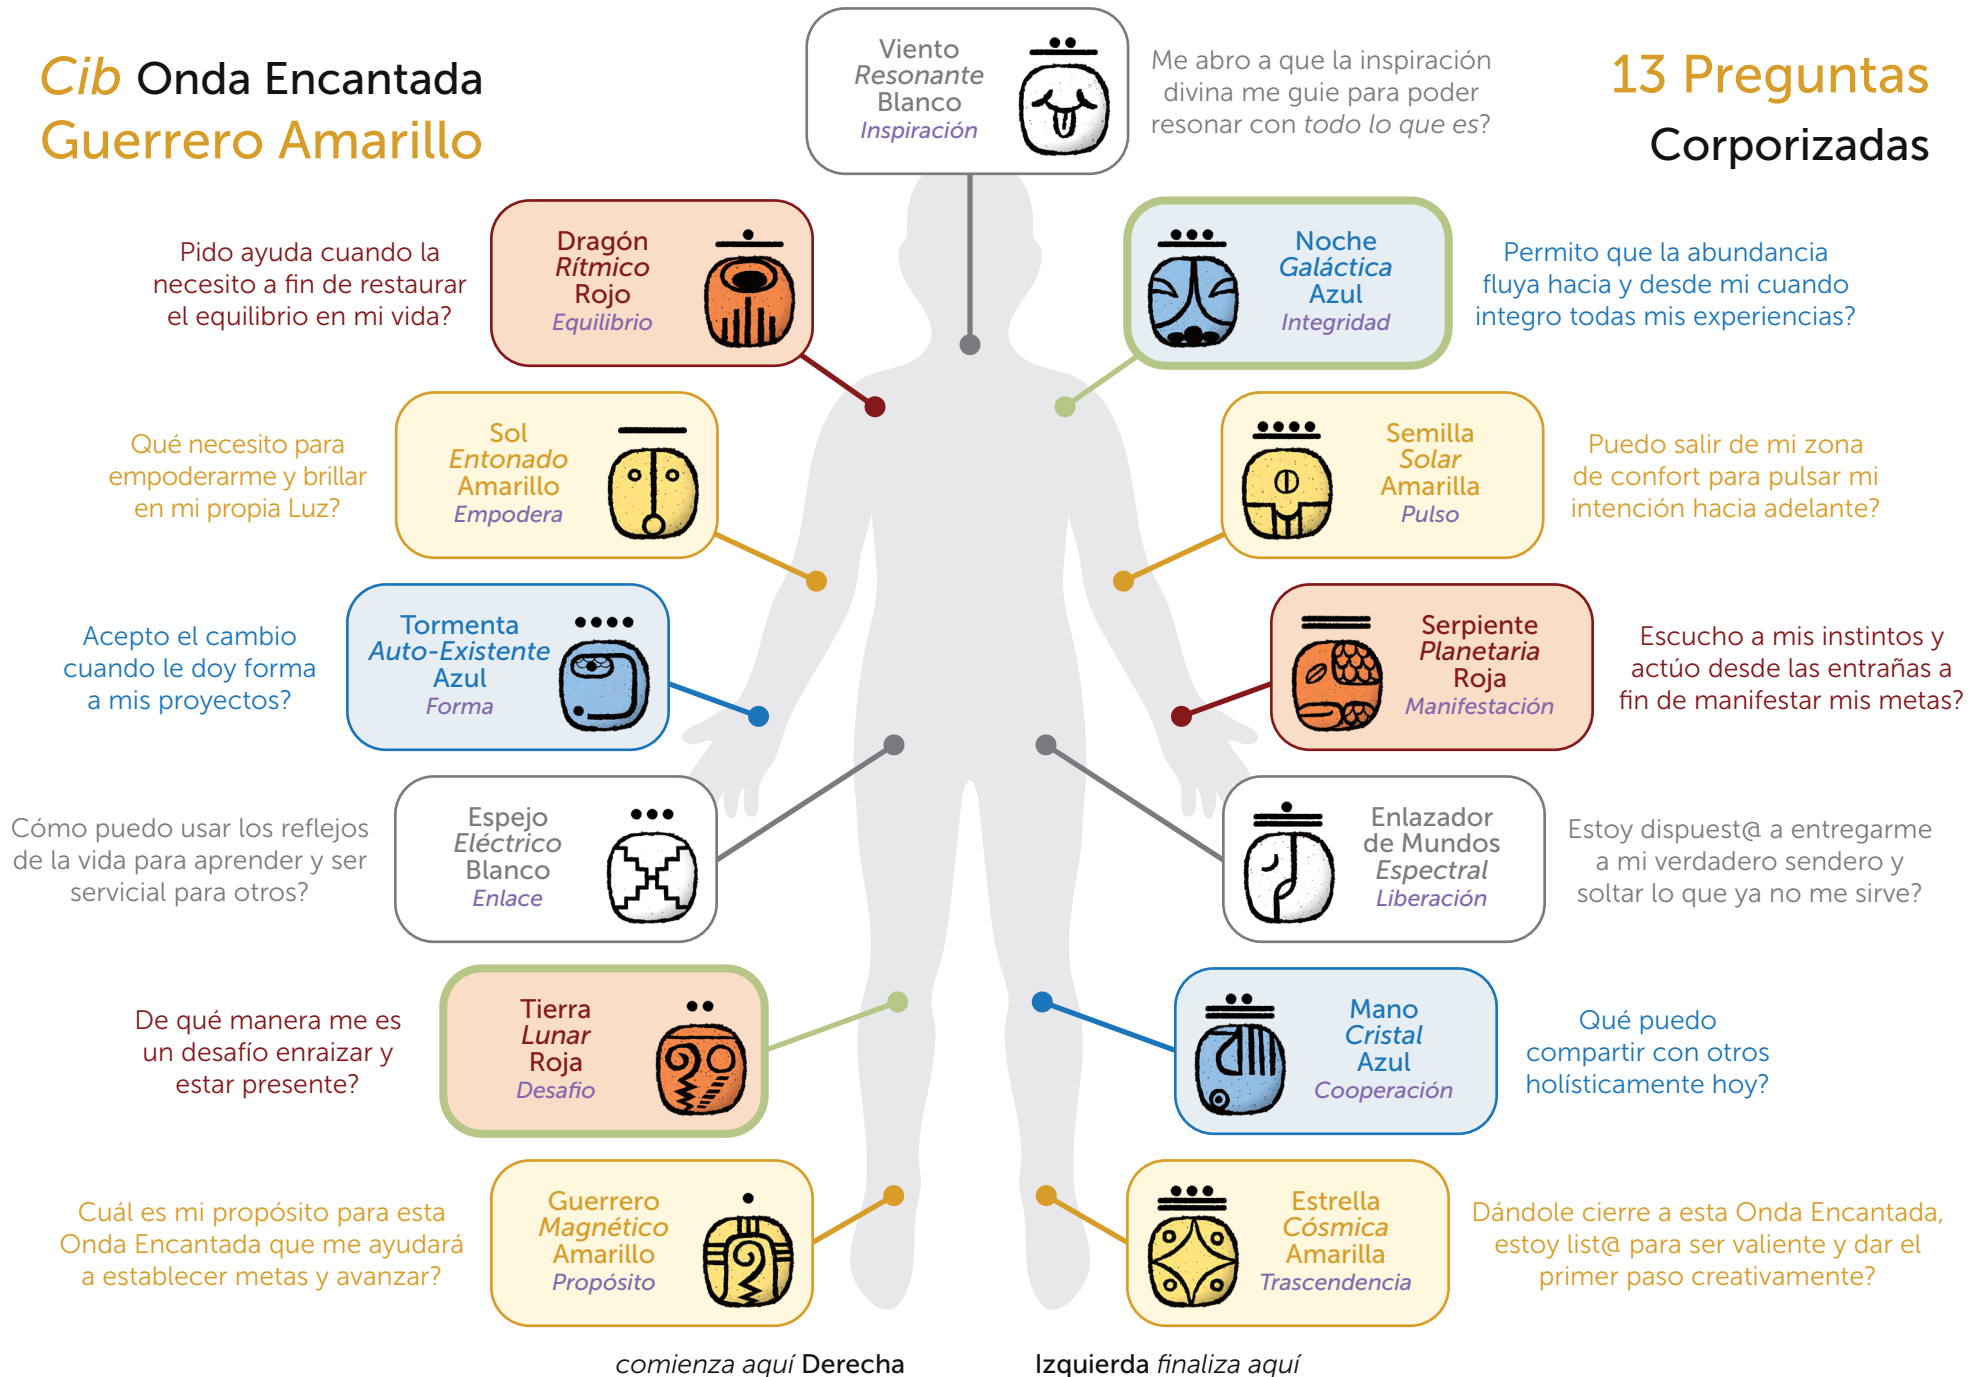 Cib Onda Encantada
Guerrero Amarillo
13 Preguntas
Corporizadas
Viento
Resonante
Blanco
Inspiración
Me abro a que la inspiración
divina me guie para poder
resonar con todo lo que es?
Pido ayuda cuando la
necesito a fin de restaurar
el equilibrio en mi vida?
Dragón
Rítmico
Rojo
Equilibrio
Noche
Galáctica
Azul
Integridad
Permito que la abundancia
fluya hacia y desde mi cuando
integro todas mis experiencias?
Qué necesito para
empoderarme y brillar
en mi propia Luz?
Sol
Entonado
Amarillo
Empodera
Semilla
Solar
Amarilla
Pulso
Puedo salir de mi zona
de confort para pulsar mi
intención hacia adelante?
Acepto el cambio
cuando le doy forma
a mis proyectos?
Tormenta
Auto-Existente
Azul
Forma
Serpiente
Planetaria
Roja
Manifestación
Escucho a mis instintos y
actúo desde las entrañas a
fin de manifestar mis metas?
Cómo puedo usar los reflejos
de la vida para aprender y ser
servicial para otros?
Espejo
Eléctrico
Blanco
Enlace
Enlazador
de Mundos
Espectral
Liberación
Estoy dispuest@ a entregarme
a mi verdadero sendero y
soltar lo que ya no me sirve?
De qué manera me es
un desafío enraizar y
estar presente?
Tierra
Lunar
Roja
Desafio
Mano
Cristal
Azul
Cooperación
Qué puedo
compartir con otros
holísticamente hoy?
Cuál es mi propósito para esta
Onda Encantada que me ayudará
a establecer metas y avanzar?
Guerrero
Magnético
Amarillo
Propósito
Estrella
Cósmica
Amarilla
Trascendencia
Dándole cierre a esta Onda Encantada,
estoy list@ para ser valiente y dar el
primer paso creativamente?
comienza aquí Derecha
Izquierda finaliza aquí